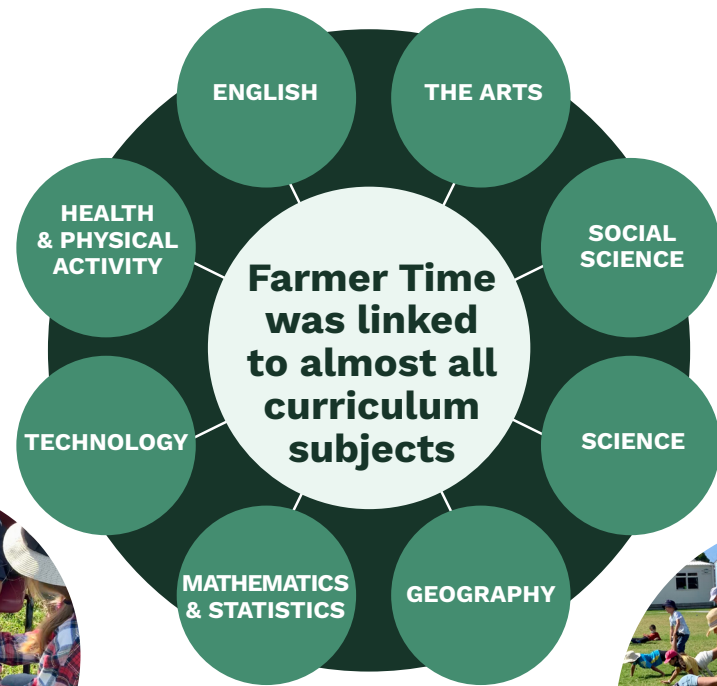 ENGLISH
THE ARTS
HEALTH
& PHYSICAL
ACTIVITY
SOCIAL
SCIENCE
Farmer Time
was linked
to almost all
curriculum
subjects
TECHNOLOGY
SCIENCE
MATHEMATICS
& STATISTICS
GEOGRAPHY